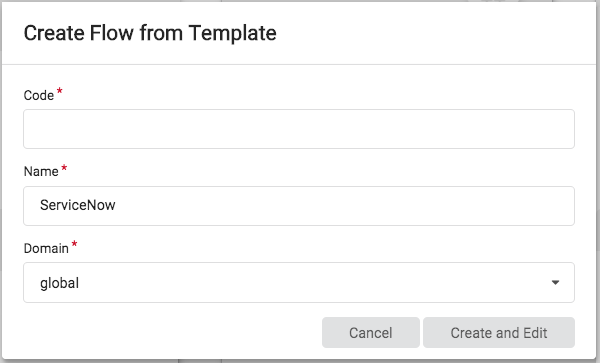 Create Flow from Template
Code *
Name *
ServiceNow
Domain *
global
Cancel
Create and Edit